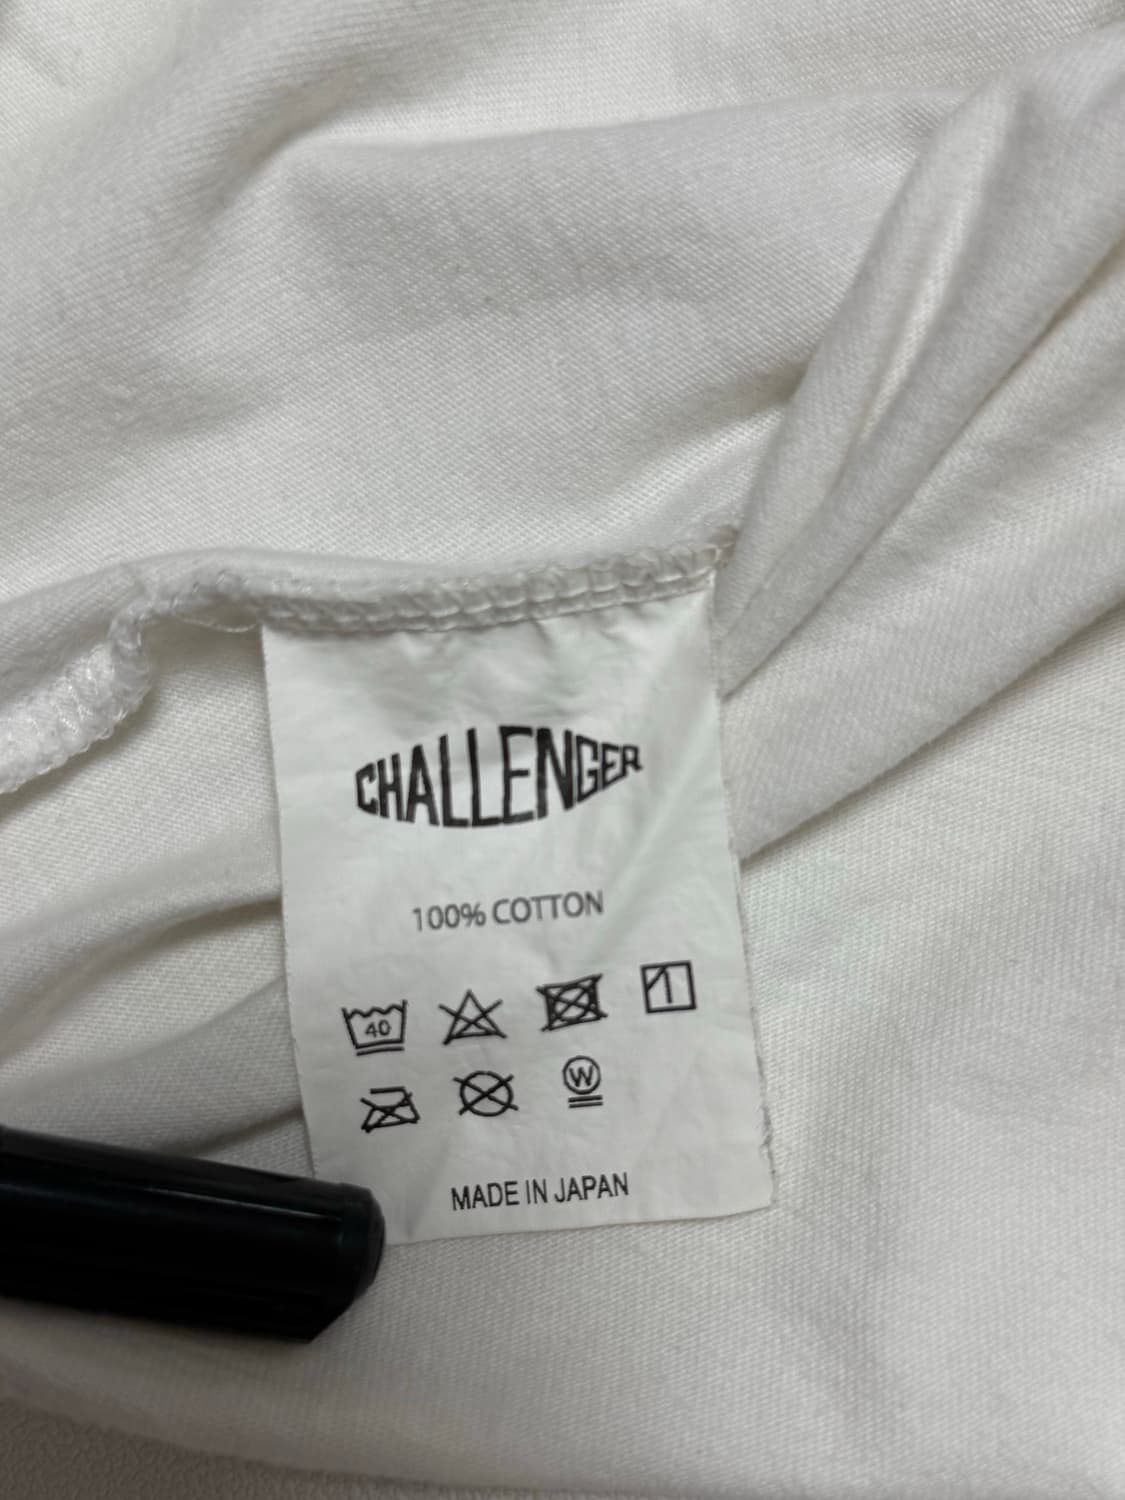 CHALLENGER
100% COTTON
40
W
MADE IN JAPAN